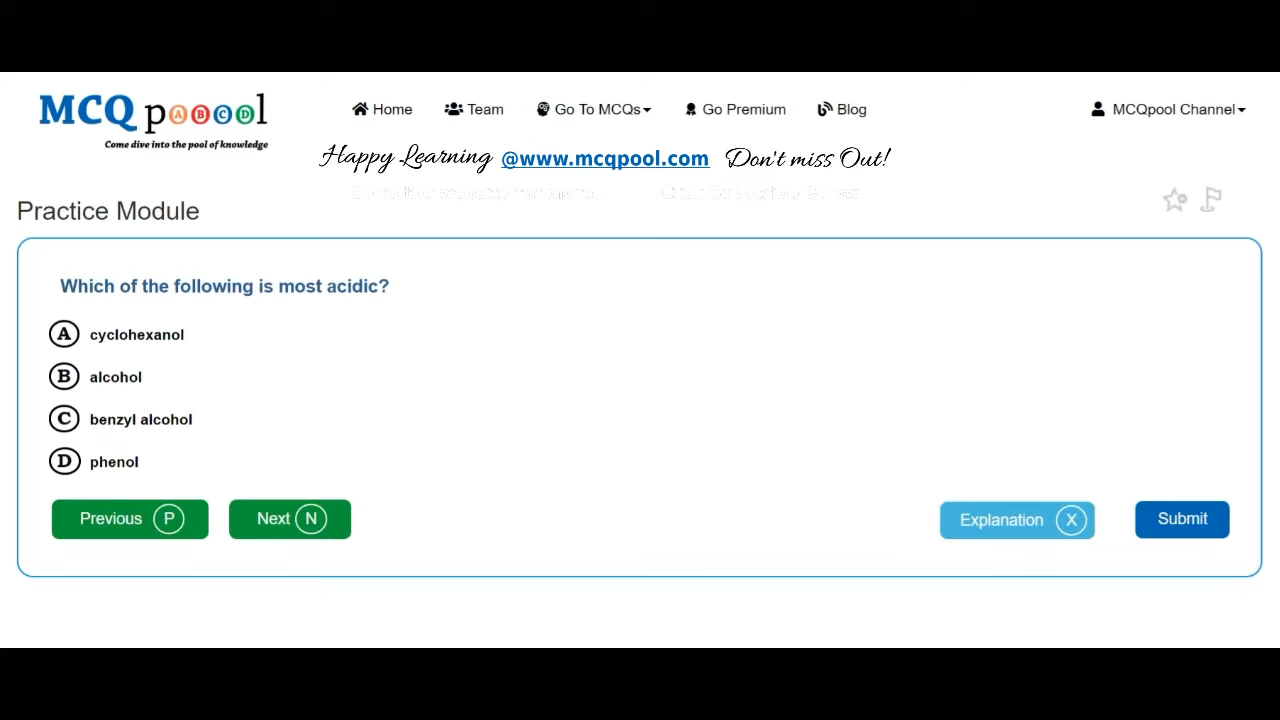 MCQ pABCDl
Come dive into the pool of knowledge
Home Team Go To MCQs Go Premium Blog MCQpool Channel
Happy Learning @www.mcqpool.com Don't miss Out!
Practice Module
Which of the following is most acidic?
A cyclohexanol
B alcohol
C benzyl alcohol
D phenol
Previous P Next N Explanation X Submit